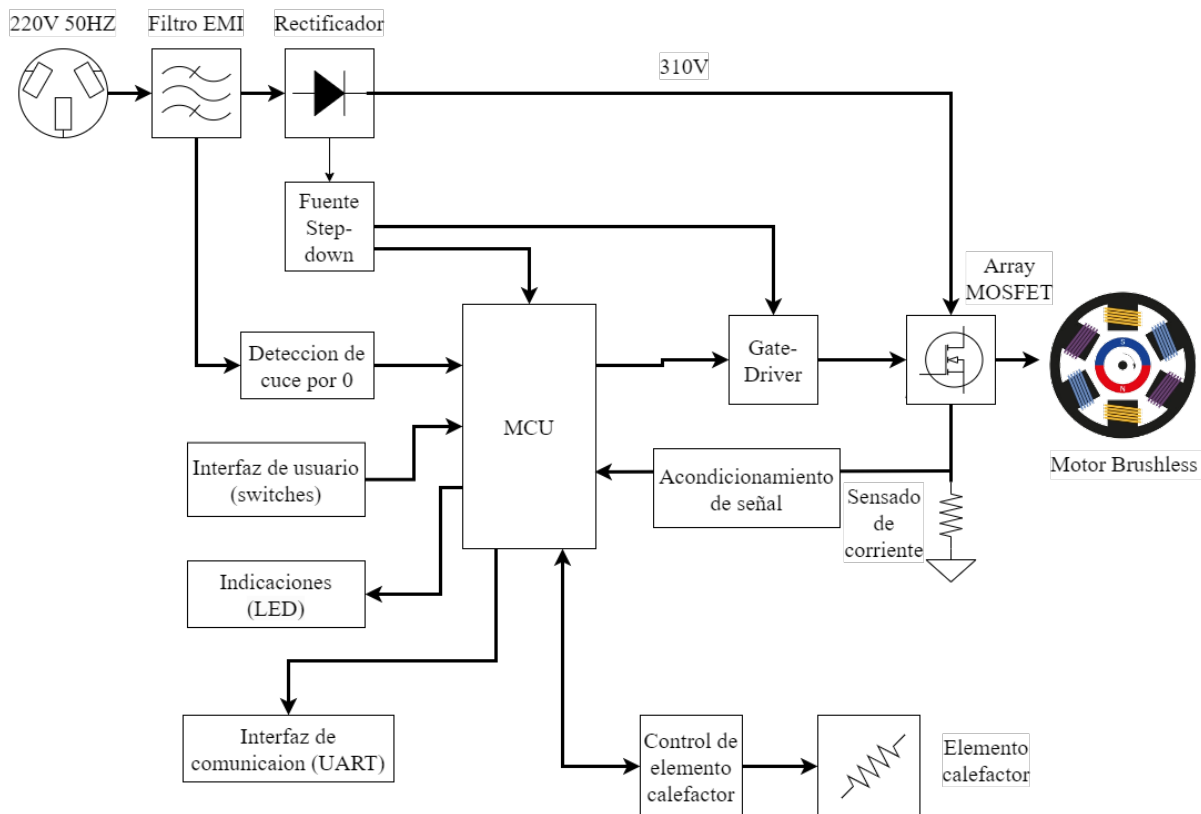 220V 50HZ
Filtro EMI
Rectificador
310V
Fuente
Step-
down
Array
MOSFET
Deteccion de
cuce por 0
Gate-
Driver
S
N
MCU
Motor Brushless
Interfaz de usuario
(switches)
Acondicionamiento
de señal
Sensado
de
corriente
Indicaciones
(LED)
Interfaz de
comunicaion (UART)
Control de
elemento
calefactor
Elemento
calefactor